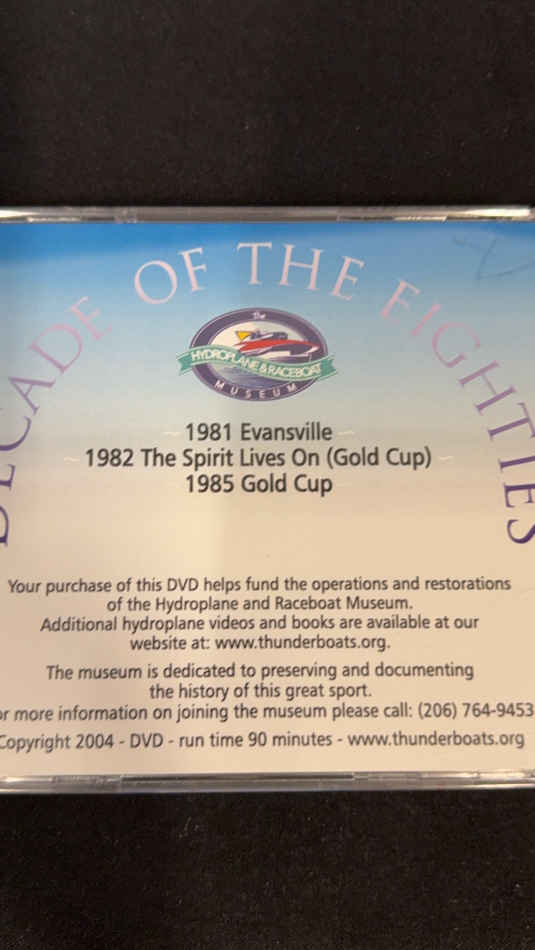 DECADE OF THE EIGHTIES
The
HYDROPLANE & RACEBOAT
MUSEUM
~ 1981 Evansville ~
~ 1982 The Spirit Lives On (Gold Cup) ~
1985 Gold Cup
Your purchase of this DVD helps fund the operations and restorations
of the Hydroplane and Raceboat Museum.
Additional hydroplane videos and books are available at our
website at: www.thunderboats.org.
The museum is dedicated to preserving and documenting
the history of this great sport.
or more information on joining the museum please call: (206) 764-9453
Copyright 2004 - DVD - run time 90 minutes - www.thunderboats.org